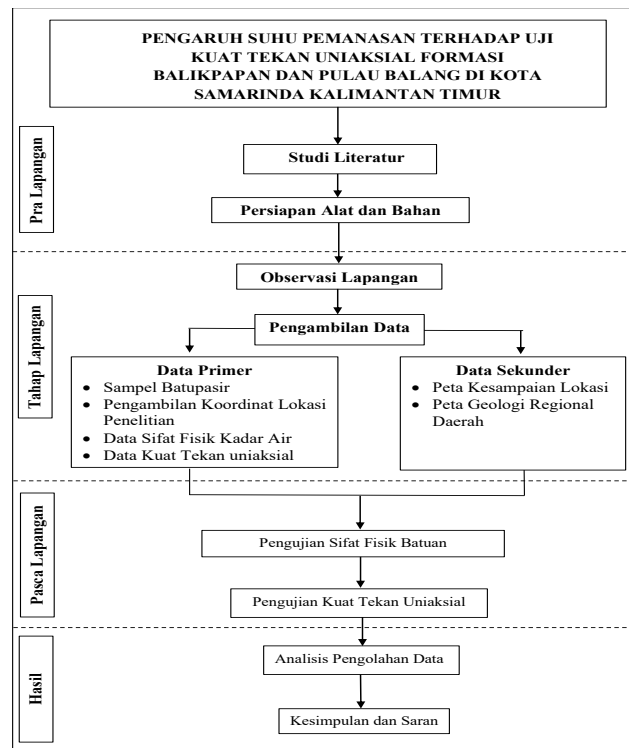 PENGARUH SUHU PEMANASAN TERHADAP UJI
KUAT TEKAN UNIAKSIAL FORMASI
BALIKPAPAN DAN PULAU BALANG DI KOTA
SAMARINDA KALIMANTAN TIMUR
Pra Lapangan
Studi Literatur
Persiapan Alat dan Bahan
Tahap Lapangan
Observasi Lapangan
Pengambilan Data
Data Primer
• Sampel Batupasir
• Pengambilan Koordinat Lokasi
Penelitian
• Data Sifat Fisik Kadar Air
• Data Kuat Tekan uniaksial
Data Sekunder
• Peta Kesampaian Lokasi
• Peta Geologi Regional
Daerah
Pasca Lapangan
Pengujian Sifat Fisik Batuan
Pengujian Kuat Tekan Uniaksial
Hasil
Analisis Pengolahan Data
Kesimpulan dan Saran